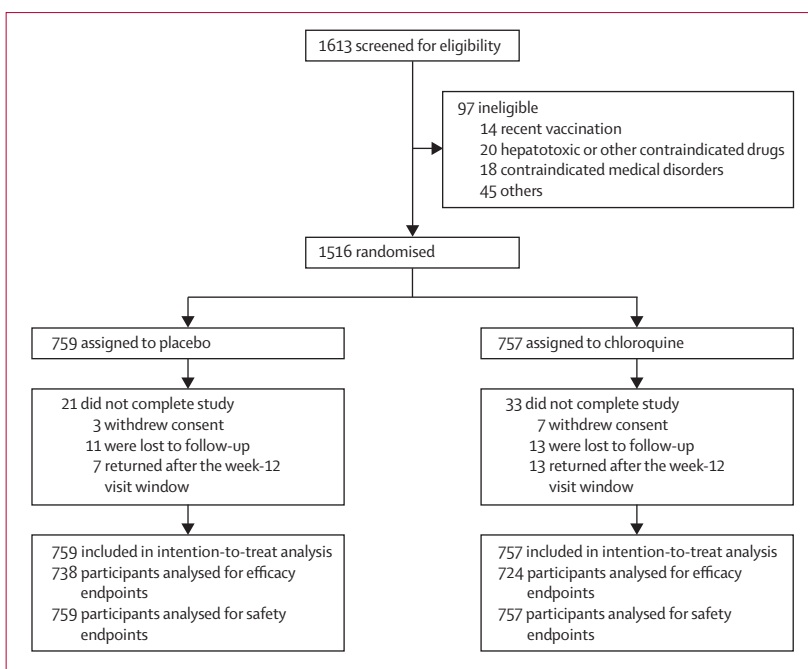 1613 screened for eligibility
97 ineligible
14 recent vaccination
20 hepatotoxic or other contraindicated drugs
18 contraindicated medical disorders
45 others
1516 randomised
759 assigned to placebo
757 assigned to chloroquine
21 did not complete study
3 withdrew consent
11 were lost to follow-up
7 returned after the week-12
visit window
33 did not complete study
7 withdrew consent
13 were lost to follow-up
13 returned after the week-12
visit window
759 included in intention-to-treat analysis
738 participants analysed for efficacy
endpoints
759 participants analysed for safety
endpoints
757 included in intention-to-treat analysis
724 participants analysed for efficacy
endpoints
757 participants analysed for safety
endpoints